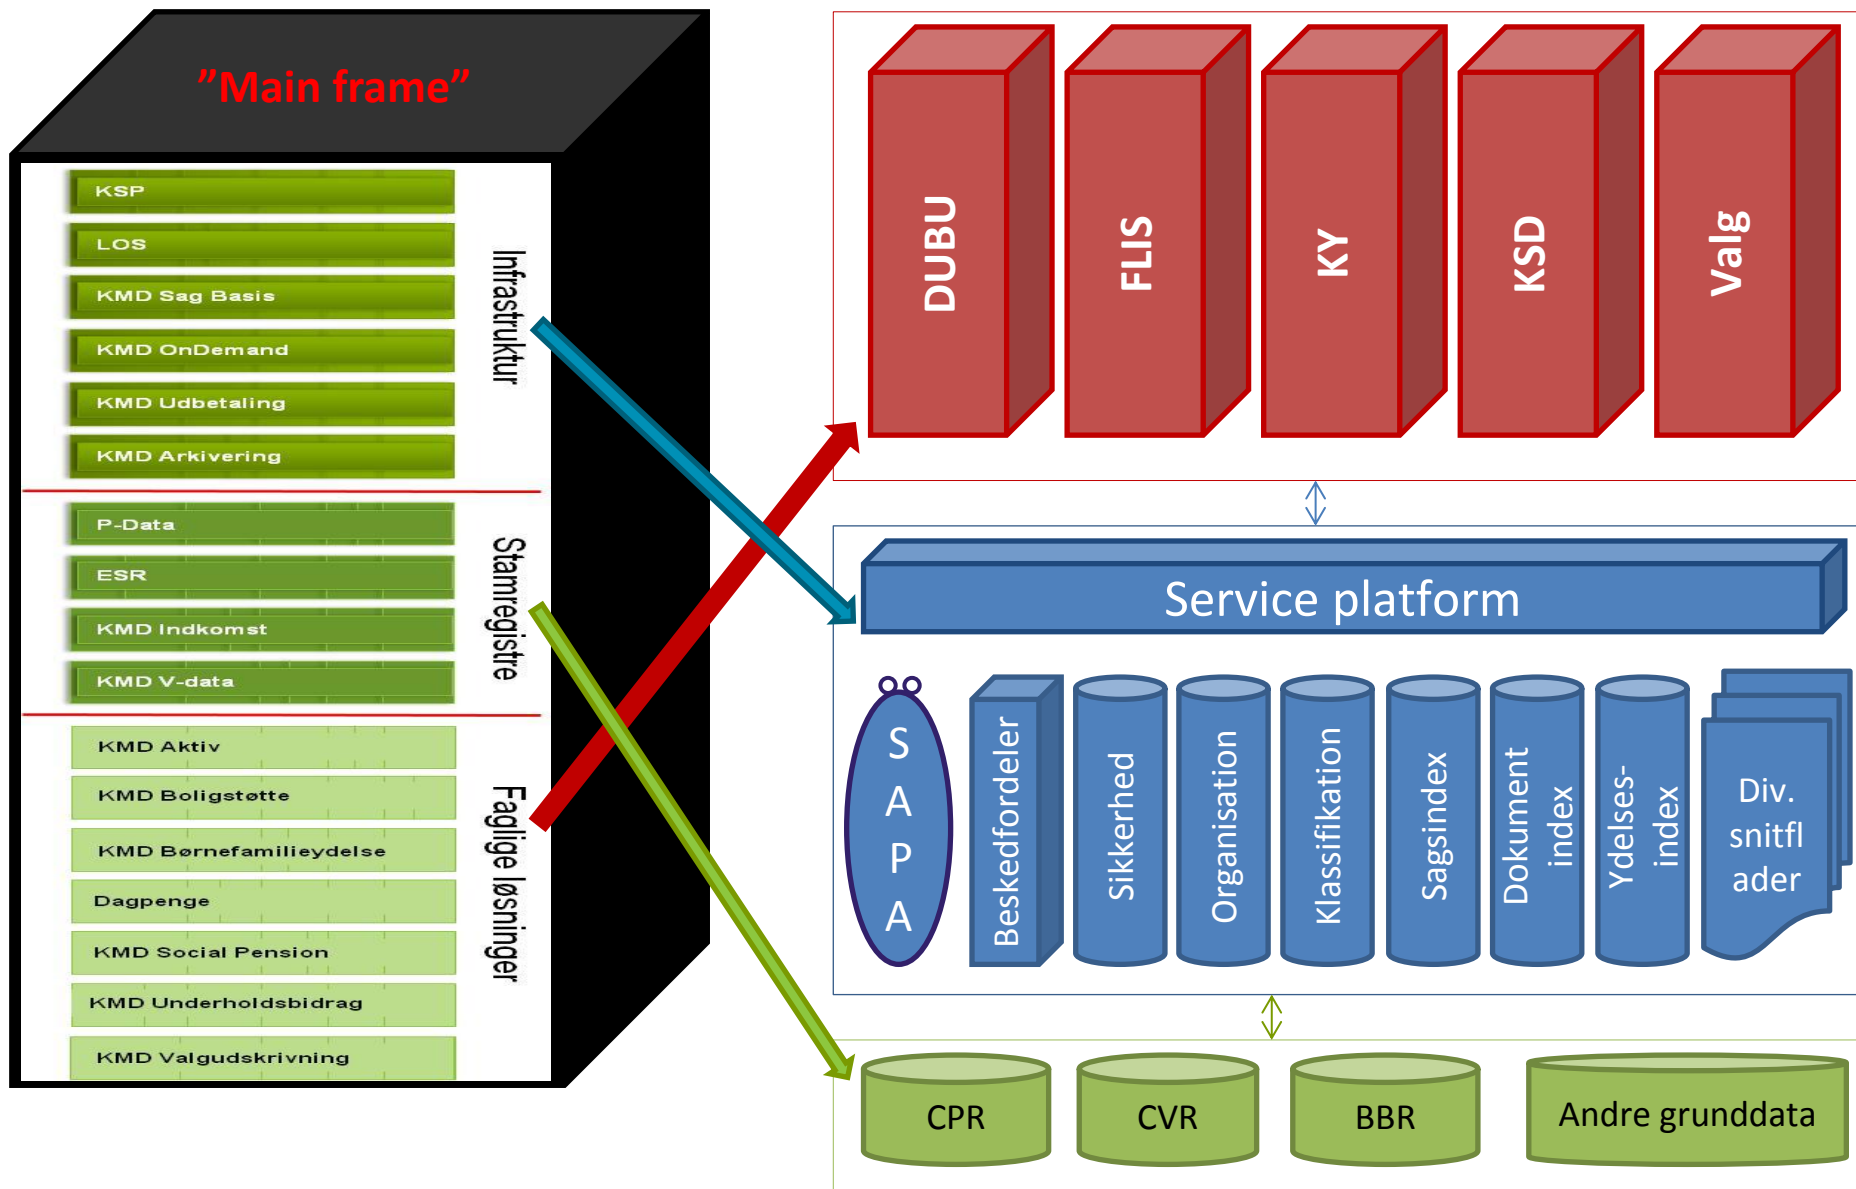 ”Main frame”
KSP
LOS
KMD Sag Basis
KMD OnDemand
KMD Udbetaling
KMD Arkivering
Infrastruktur
P-Data
ESR
KMD Indkomst
KMD V-data
Stamregistre
KMD Aktiv
KMD Boligstøtte
KMD Børnefamilieydelse
Dagpenge
KMD Social Pension
KMD Underholdsbidrag
KMD Valgudskrivning
Faglige løsninger
DUBU
FLIS
KY
KSD
Valg
Service platform
S
A
P
A
Beskedfordeler
Sikkerhed
Organisation
Klassifikation
Sagsindex
Dokument
index
Ydelses-
index
Div.
snitfl
ader
CPR
CVR
BBR
Andre grunddata